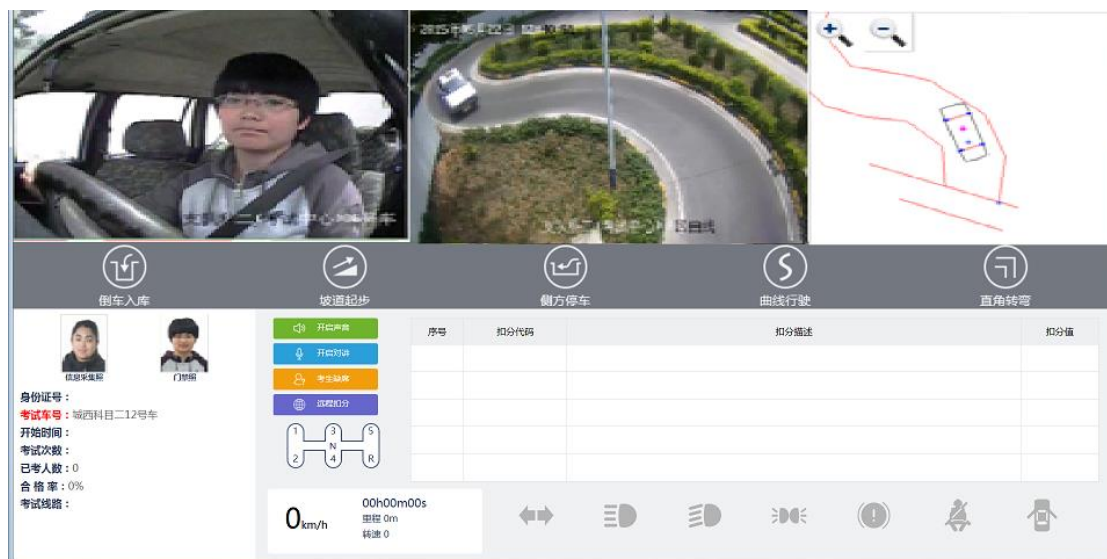 倒车入库
坡道起步
侧方停车
曲线行驶
直角转弯
信息采集照
门禁照
身份证号：
考试车号：城西科目二12号车
开始时间：
考试次数：
已考人数：0
合 格 率：0%
考试线路：
开启声音
开启对讲
考生缺席
远程扣分
1 3 5
N
2 4 R
序号 扣分代码 扣分描述 扣分值
0km/h
00h00m00s
里程 0m
转速 0